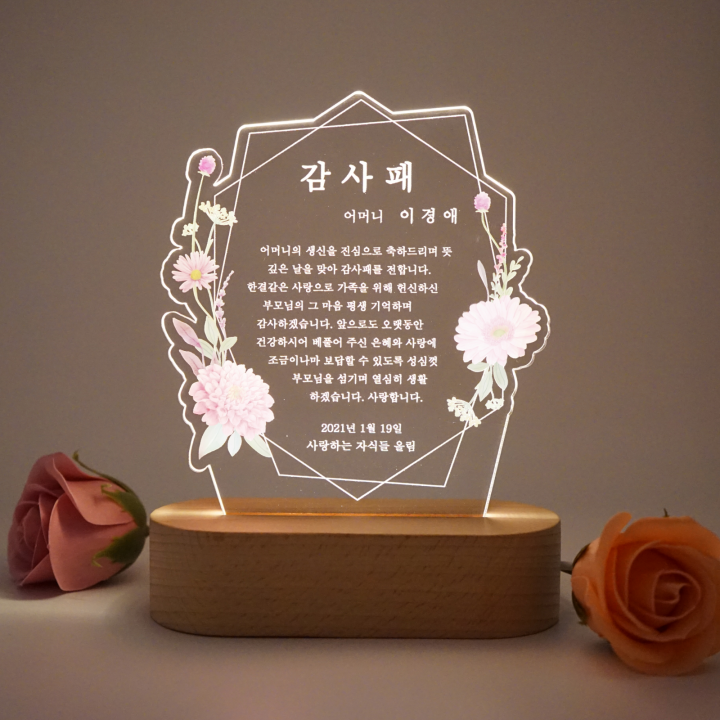 감사패
어머니 이경애
어머니의 생신을 진심으로 축하드리며 뜻
깊은 날을 맞아 감사패를 전합니다.
한결같은 사랑으로 가족을 위해 헌신하신
부모님의 그 마음 평생 기억하며
감사하겠습니다. 앞으로도 오랫동안
건강하시어 베풀어 주신 은혜와 사랑에
조금이나마 보답할 수 있도록 성심껏
부모님을 섬기며 열심히 생활
하겠습니다. 사랑합니다.
2021년 1월 19일
사랑하는 자식들 올림